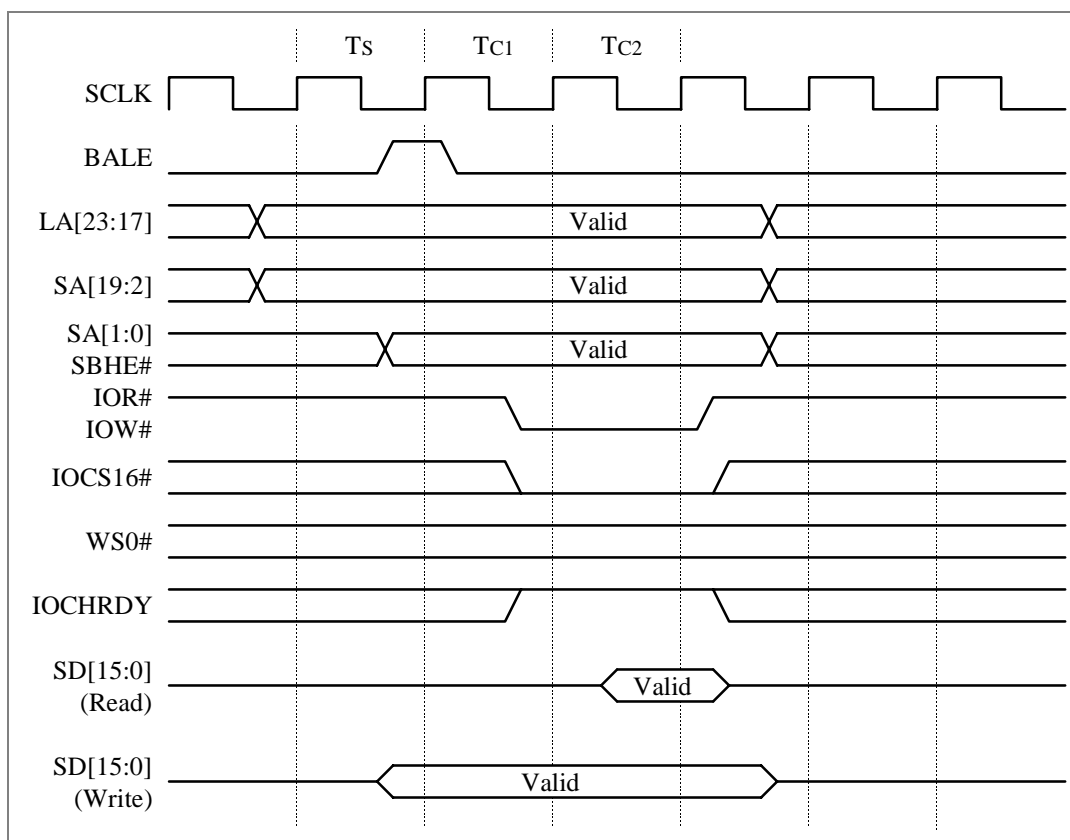 Ts TC1 TC2
SCLK
BALE
LA[23:17] Valid
SA[19:2] Valid
SA[1:0]
Valid
SBHE#
IOR#
IOW#
IOCS16#
WS0#
IOCHRDY
SD[15:0]
Valid
(Read)
SD[15:0]
Valid
(Write)